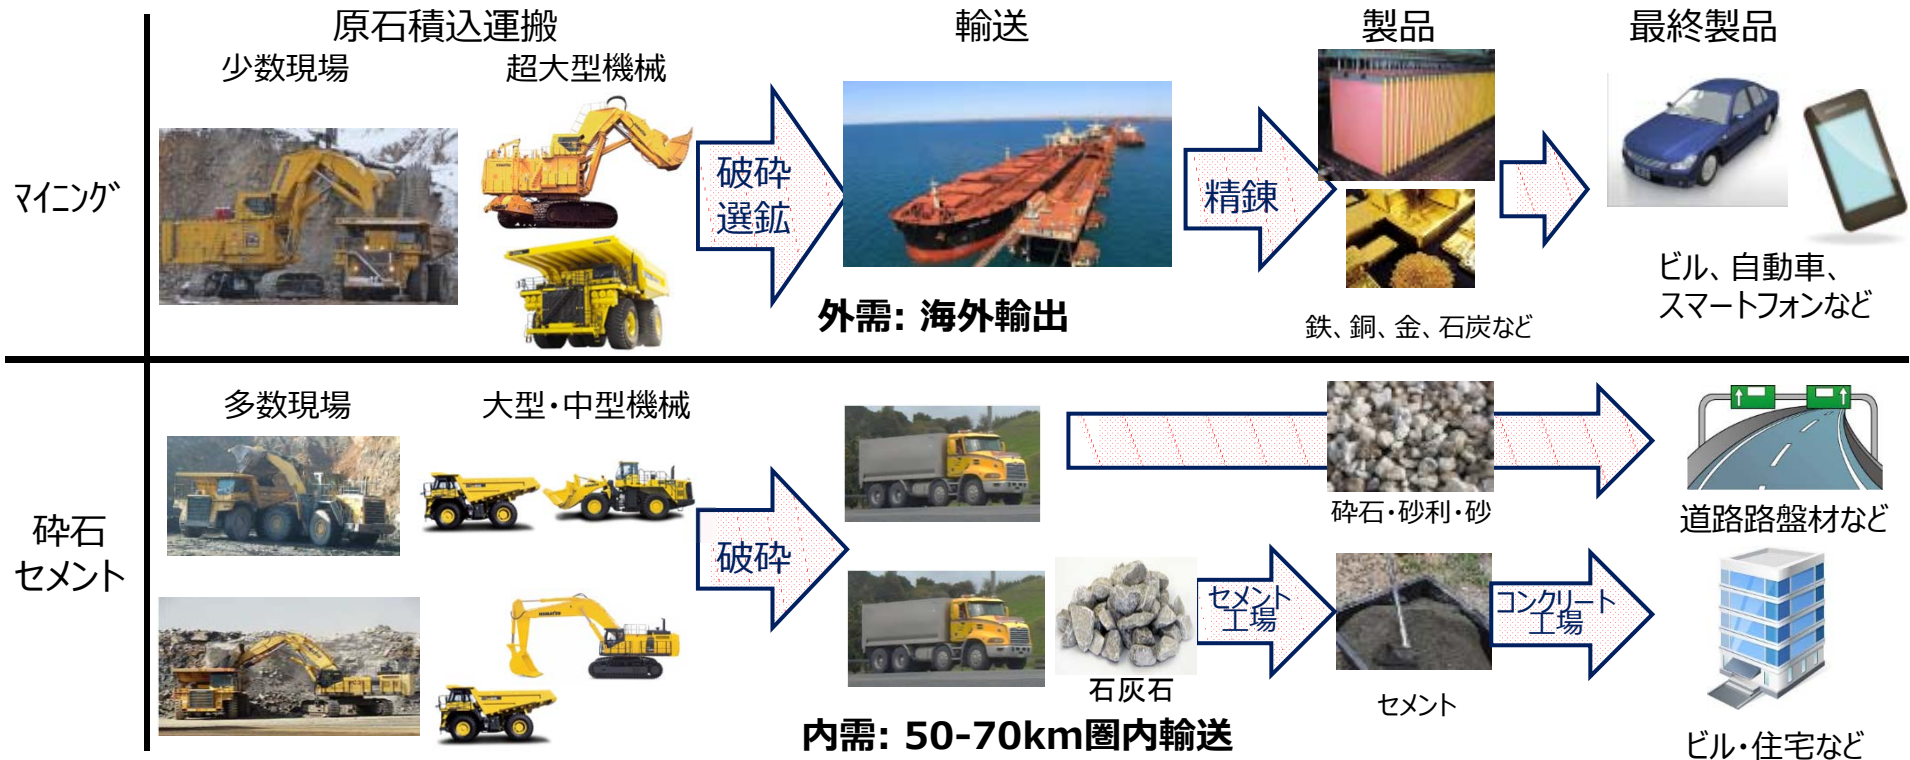 原石積込運搬
輸送
製品
最終製品
少数現場
超大型機械
マイニング
破砕
選鉱
精錬
外需: 海外輸出
鉄、銅、金、石炭など
ビル、自動車、
スマートフォンなど
多数現場
大型・中型機械
砕石
セメント
破砕
砕石・砂利・砂
道路路盤材など
石灰石
セメント
工場
セメント
コンクリート
工場
内需: 50-70km圏内輸送
ビル・住宅など